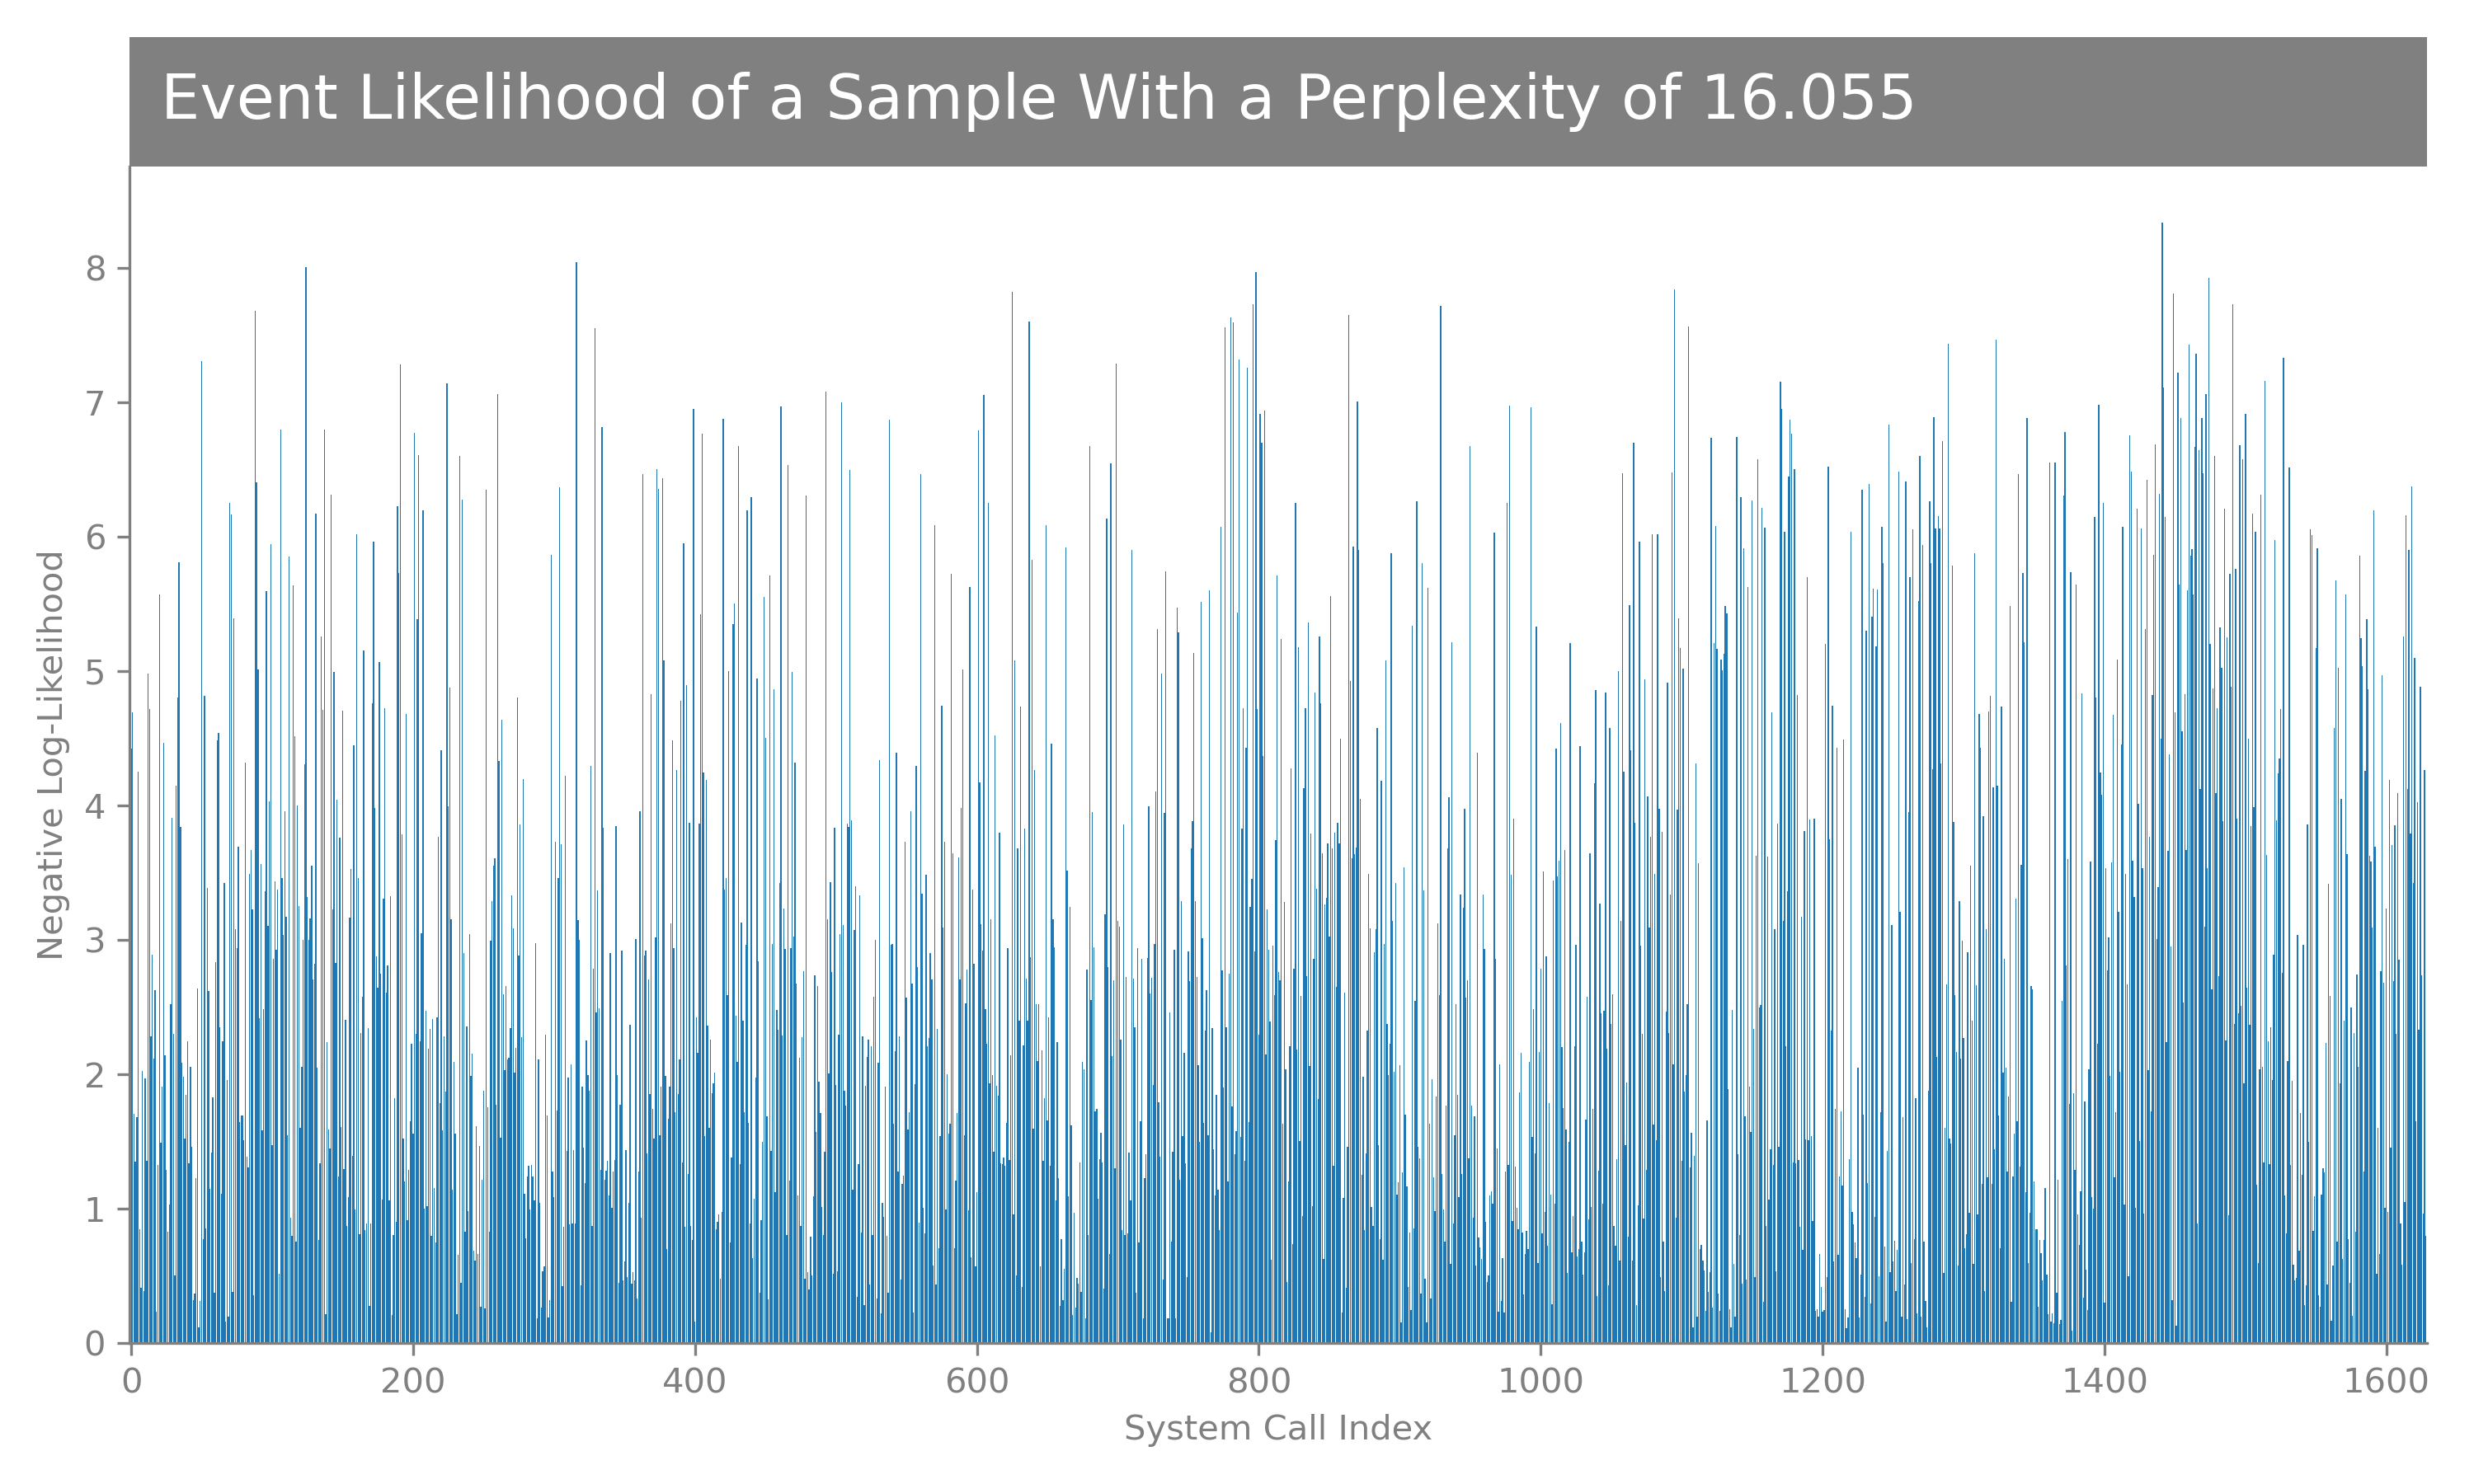 Event Likelihood of a Sample With a Perplexity of 16.055
8
7
6
5
4
3
2
1
0
Negative Log-Likelihood
0 200 400 600 800 1000 1200 1400 1600
System Call Index